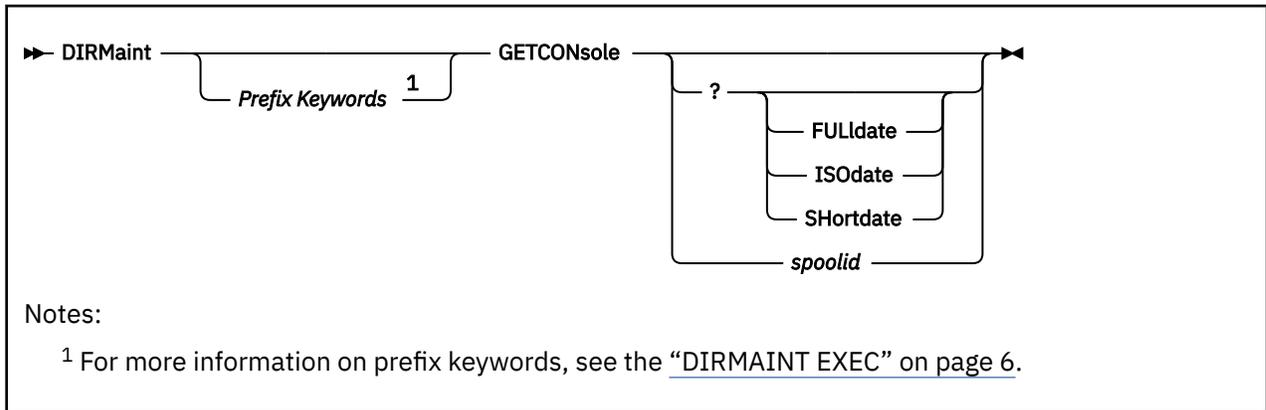 DIRMaint Prefix Keywords 1 GETCONsole
?
FULldate
ISOdate
SHortdate
spoolid
Notes:
1 For more information on prefix keywords, see the “DIRMAINT EXEC” on page 6.